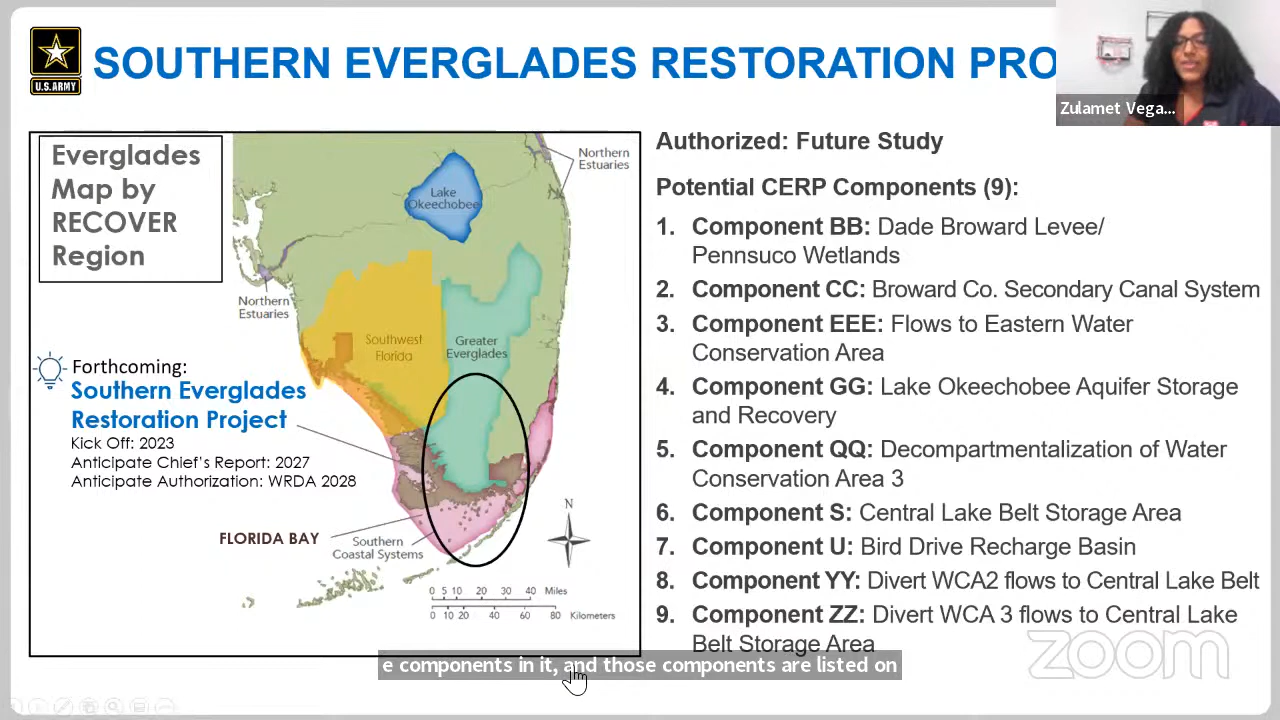 U.S.ARMY
SOUTHERN EVERGLADES RESTORATION PRO
Zulamet Vega...
Everglades
Map by
RECOVER
Region
Northern
Estuaries
Lake
Okeechobee
Northern
Estuaries
Southwest
Florida
Greater
Everglades
Forthcoming:
Southern Everglades
Restoration Project
Kick Off: 2023
Anticipate Chief's Report: 2027
Anticipate Authorization: WRDA 2028
FLORIDA BAY
Southern
Coastal Systems
N
0 5 10 20 30 40 Miles
0 10 20 40 60 80 Kilometers
Authorized: Future Study
Potential CERP Components (9):
1. Component BB: Dade Broward Levee/
Pennsuco Wetlands
2. Component CC: Broward Co. Secondary Canal System
3. Component EEE: Flows to Eastern Water
Conservation Area
4. Component GG: Lake Okeechobee Aquifer Storage
and Recovery
5. Component QQ: Decompartmentalization of Water
Conservation Area 3
6. Component S: Central Lake Belt Storage Area
7. Component U: Bird Drive Recharge Basin
8. Component YY: Divert WCA2 flows to Central Lake Belt
9. Component ZZ: Divert WCA 3 flows to Central Lake
Belt Storage Area
e components in it, and those components are listed on
zoom